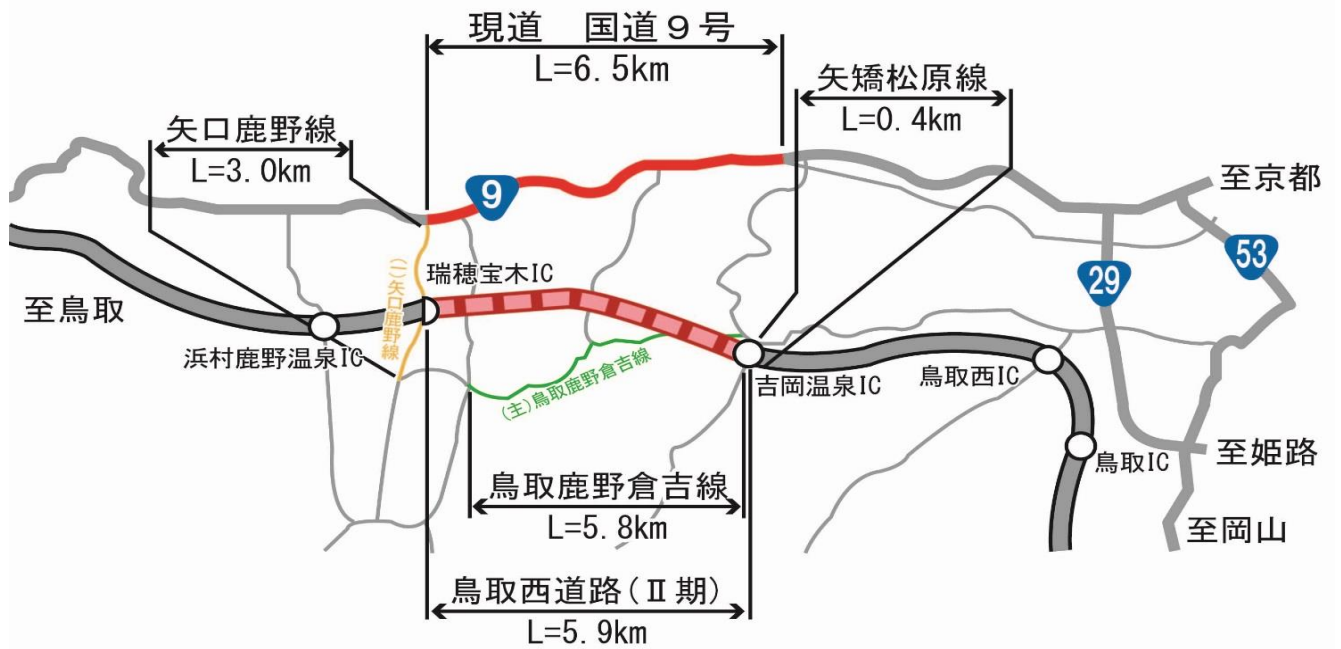 現道　国道9号
L=6.5km
矢矯松原線
L=0.4km
矢口鹿野線
L=3.0km
至京都
9
53
29
(一)矢口鹿野線
瑞穂宝木IC
至鳥取
浜村鹿野温泉IC
(主)鳥取鹿野倉吉線
吉岡温泉IC
鳥取西IC
鳥取IC
至姫路
鳥取鹿野倉吉線
L=5.8km
至岡山
鳥取西道路(Ⅱ期)
L=5.9km